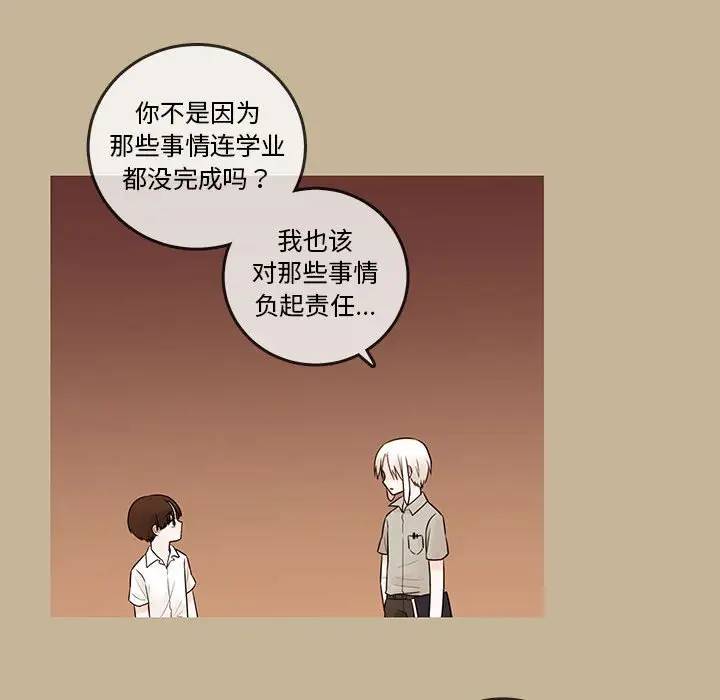 你不是因为
那些事情连学业
都没完成吗？
我也该
对那些事情
负起责任...